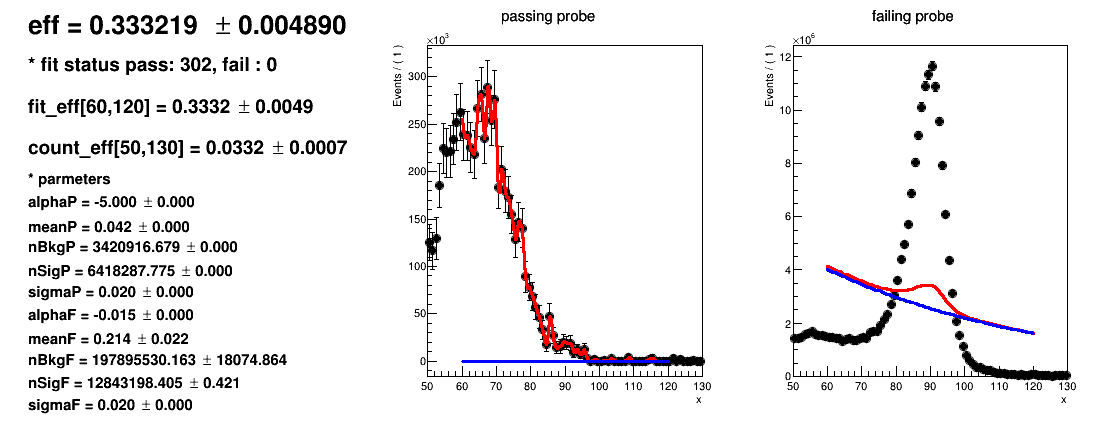 eff = 0.333219 ± 0.004890
* fit status pass: 302, fail : 0
fit_eff[60,120] = 0.3332 ± 0.0049
count_eff[50,130] = 0.0332 ± 0.0007
* parmeters
alphaP = -5.000 ± 0.000
meanP = 0.042 ± 0.000
nBkgP = 3420916.679 ± 0.000
nSigP = 6418287.775 ± 0.000
sigmaP = 0.020 ± 0.000
alphaF = -0.015 ± 0.000
meanF = 0.214 ± 0.022
nBkgF = 197895530.163 ± 18074.864
nSigF = 12843198.405 ± 0.421
sigmaF = 0.020 ± 0.000
passing probe
×10³
Events / ( 1 )
300
250
200
150
100
50
0
50 60 70 80 90 100 110 120 130
x
failing probe
×10⁶
Events / ( 1 )
12
10
8
6
4
2
0
50 60 70 80 90 100 110 120 130
x